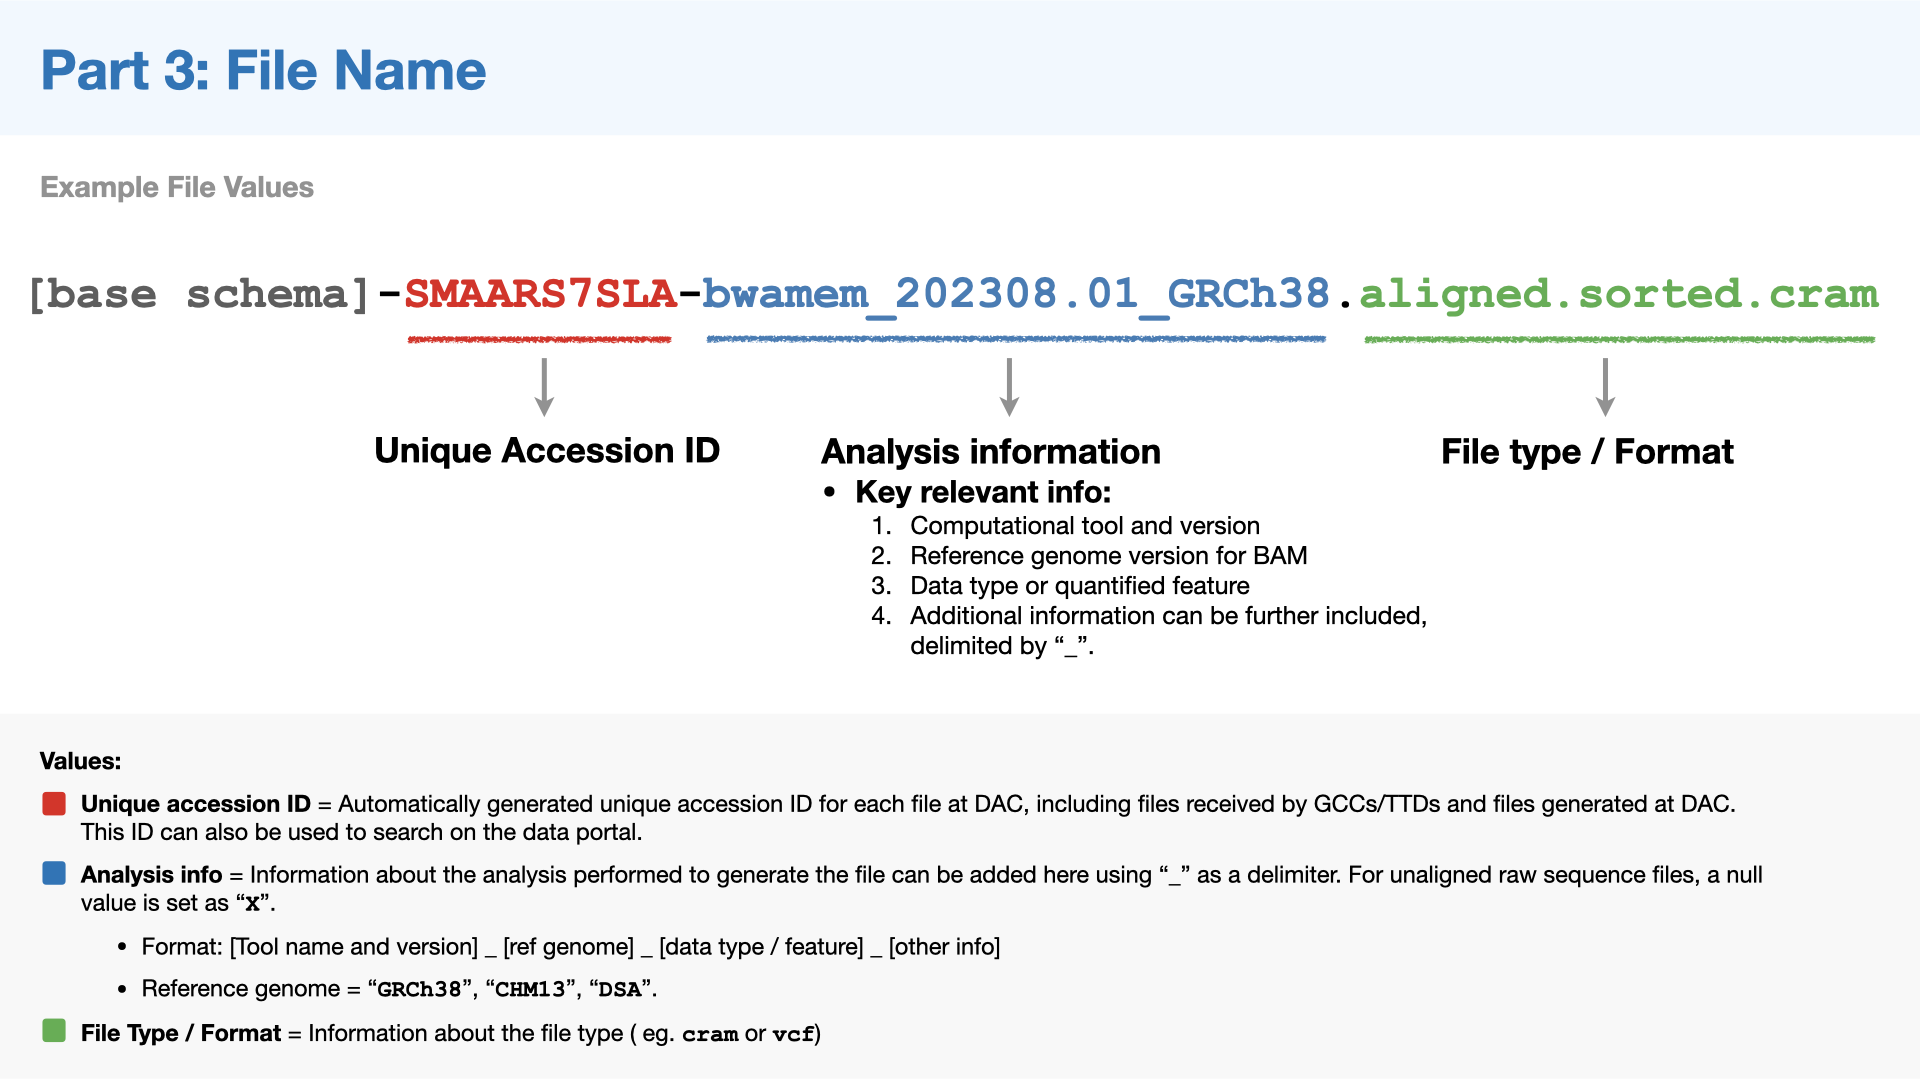 Part 3: File Name
Example File Values
[base schema]-SMAARS7SLA-bwamem_202308.01_GRCh38.aligned.sorted.cram
Unique Accession ID
Analysis information
• Key relevant info:
1. Computational tool and version
2. Reference genome version for BAM
3. Data type or quantified feature
4. Additional information can be further included,
delimited by “_”.
File type / Format
Values:
Unique accession ID = Automatically generated unique accession ID for each file at DAC, including files received by GCCs/TTDs and files generated at DAC.
This ID can also be used to search on the data portal.
Analysis info = Information about the analysis performed to generate the file can be added here using “_” as a delimiter. For unaligned raw sequence files, a null
value is set as “X”.
• Format: [Tool name and version] _ [ref genome] _ [data type / feature] _ [other info]
• Reference genome = “GRCh38”, “CHM13”, “DSA”.
File Type / Format = Information about the file type ( eg. cram or vcf)